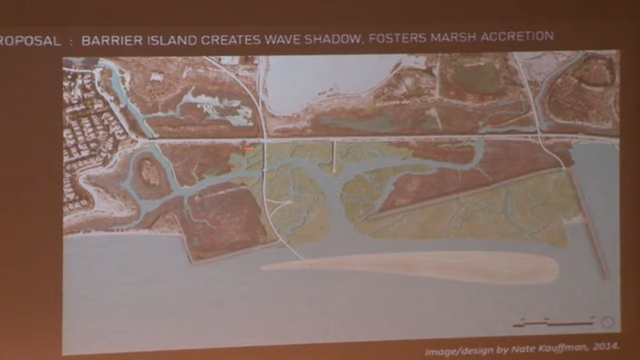 ROPOSAL : BARRIER ISLAND CREATES WAVE SHADOW, FOSTERS MARSH ACCRETION
Image/design by Nate Kauffman, 2014.